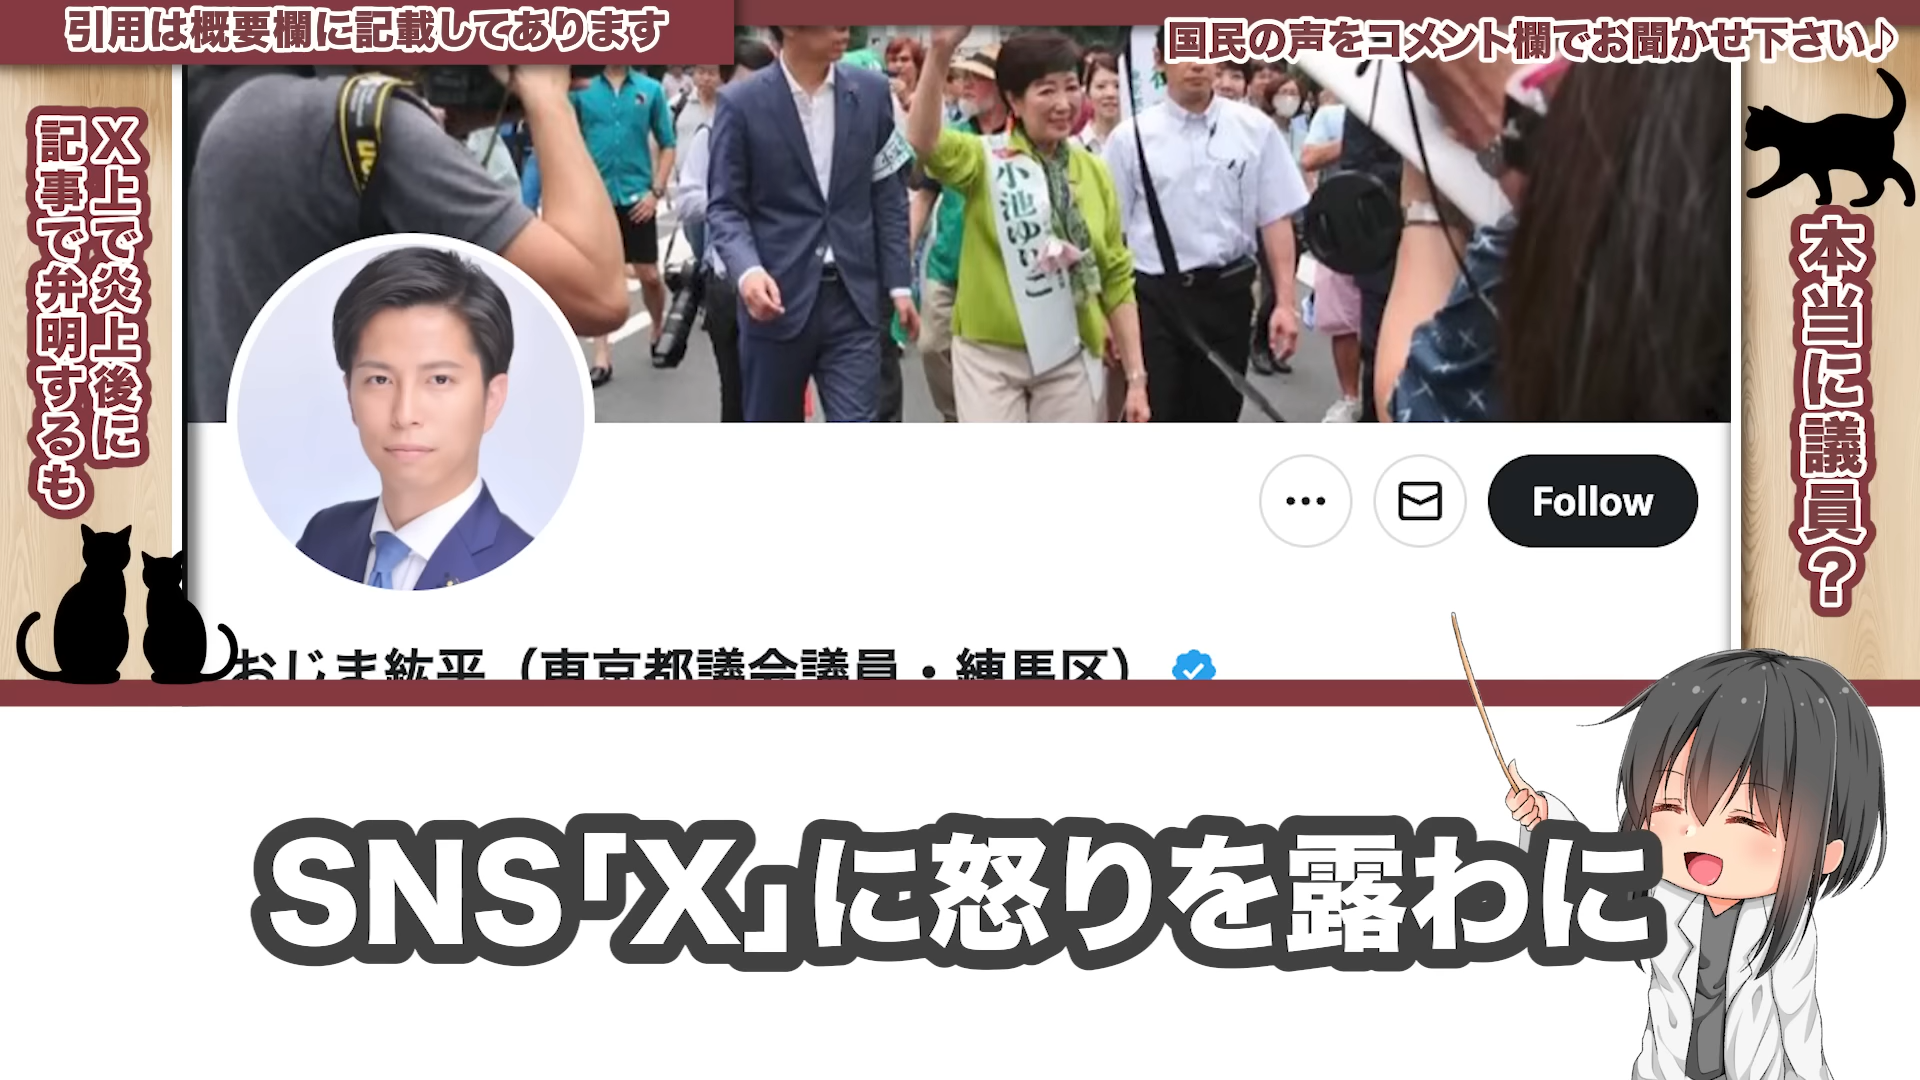 引用は概要欄に記載してあります
国民の声をコメント欄でお聞かせ下さい♪
X上で炎上後に
記事で弁明するも
本当に議員?
小池ゆりこ
Follow
おじま紘平（東京都議会議員・練馬区）
SNS「X」に怒りを露わに